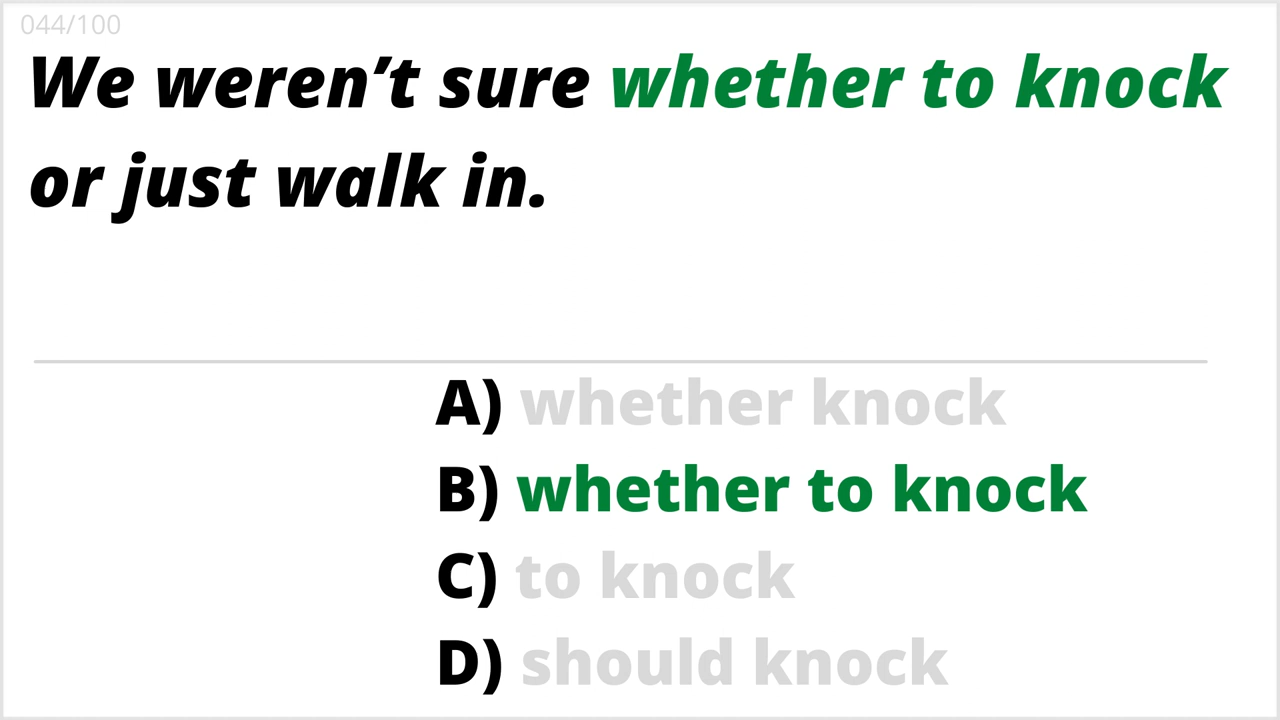 044/100
We weren’t sure whether to knock
or just walk in.
A) whether knock
B) whether to knock
C) to knock
D) should knock